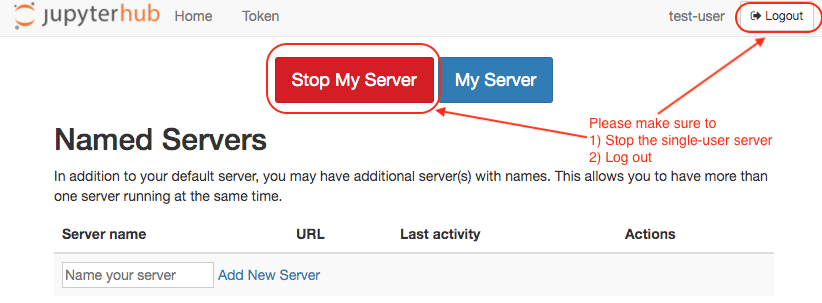 jupyterhub Home Token test-user Logout
Stop My Server My Server
Please make sure to
1) Stop the single-user server
2) Log out
Named Servers
In addition to your default server, you may have additional server(s) with names. This allows you to have more than
one server running at the same time.
Server name URL Last activity Actions
Name your server Add New Server